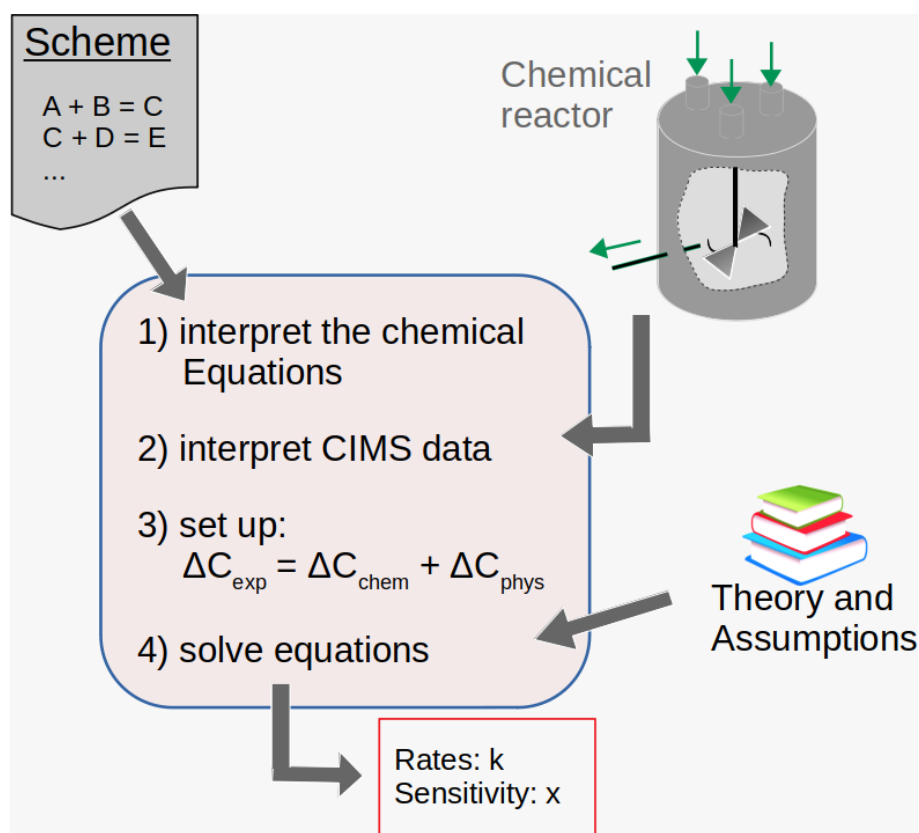 Scheme
A + B = C
C + D = E
...
Chemical
reactor
1) interpret the chemical
Equations
2) interpret CIMS data
3) set up:
ΔCexp = ΔCchem + ΔCphys
4) solve equations
Theory and
Assumptions
Rates: k
Sensitivity: x